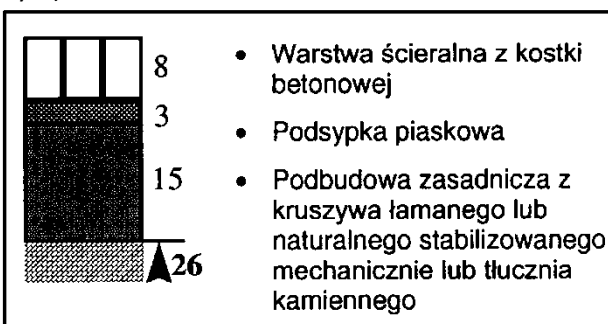 8
3
15
26
• Warstwa ścieralna z kostki
betonowej
• Podsypka piaskowa
• Podbudowa zasadnicza z
kruszywa łamanego lub
naturalnego stabilizowanego
mechanicznie lub tłucznia
kamiennego